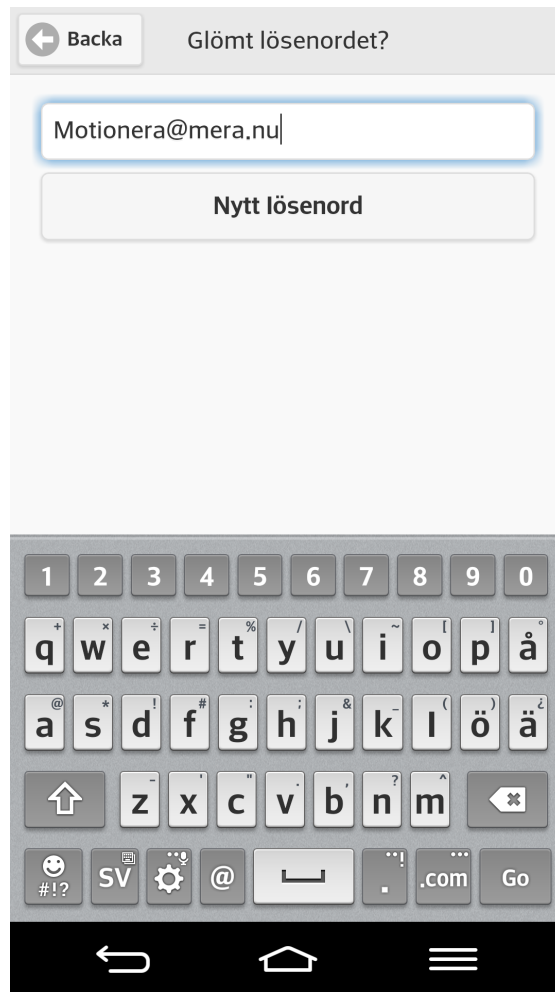 Backa Glömt lösenordet?
Motionera@mera.nu
Nytt lösenord
1 2 3 4 5 6 7 8 9 0
+ × ÷ = % / \ ~ [ ] °
q w e r t y u i o p å
@ * ! # : ; & _ ( ) ¿
a s d f g h j k l ö ä
- ' " . , ? ^
z x c v b n m
#!? SV @ . ! .com Go